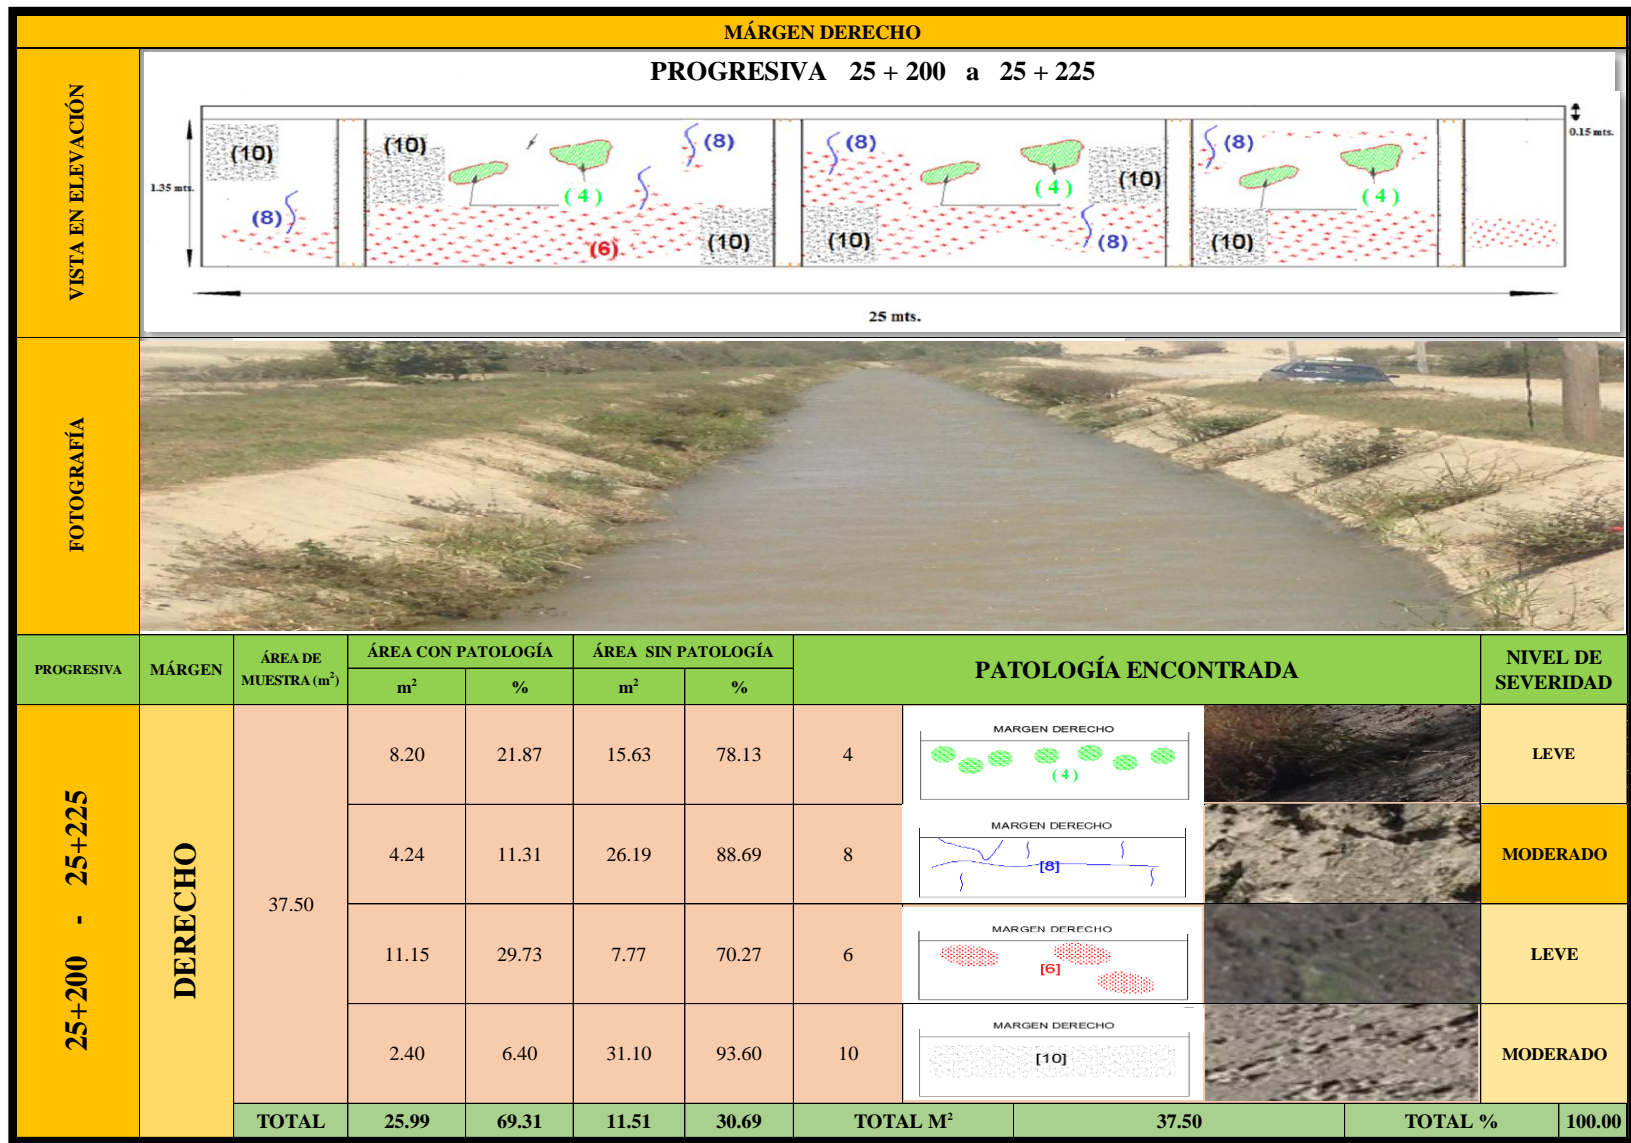 MÁRGEN DERECHO
VISTA EN ELEVACIÓN
PROGRESIVA 25 + 200 a 25 + 225
0.15 mts.
1.35 mts.
(10)
(8)
(10)
(4)
(8)
(6)
(10)
(8)
(10)
(4)
(10)
(8)
(8)
(10)
(4)
25 mts.
FOTOGRAFÍA
PROGRESIVA MÁRGEN ÁREA DE MUESTRA (m²) ÁREA CON PATOLOGÍA ÁREA SIN PATOLOGÍA PATOLOGÍA ENCONTRADA NIVEL DE SEVERIDAD
m² % m² %
25+200 - 25+225
DERECHO
37.50
8.20 21.87 15.63 78.13 4 MARGEN DERECHO (4) LEVE
4.24 11.31 26.19 88.69 8 MARGEN DERECHO [8] MODERADO
11.15 29.73 7.77 70.27 6 MARGEN DERECHO [6] LEVE
2.40 6.40 31.10 93.60 10 MARGEN DERECHO [10] MODERADO
TOTAL 25.99 69.31 11.51 30.69 TOTAL M² 37.50 TOTAL % 100.00